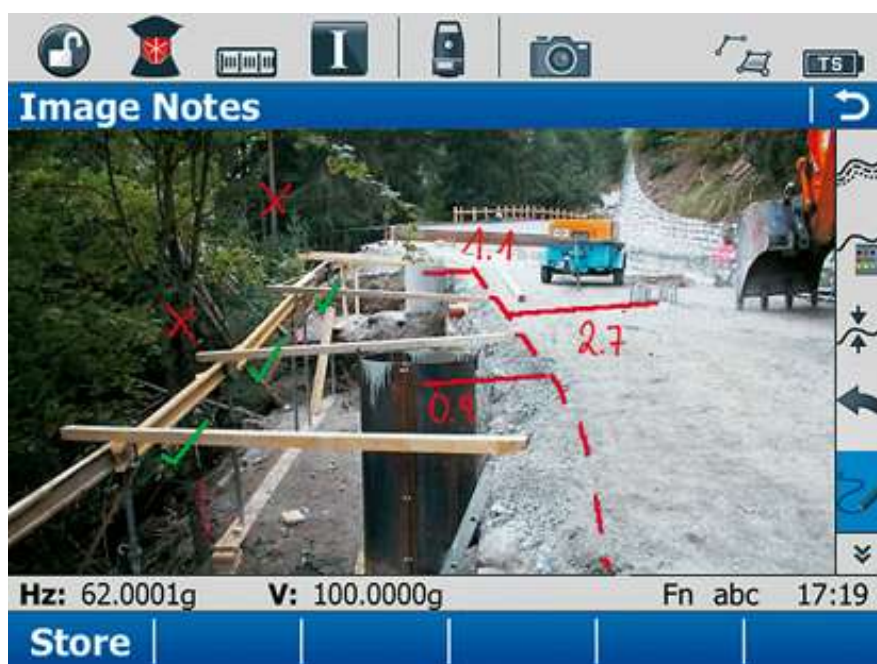 I
TS
Image Notes
1.1
2.7
0.9
Hz: 62.0001g V: 100.0000g Fn abc 17:19
Store